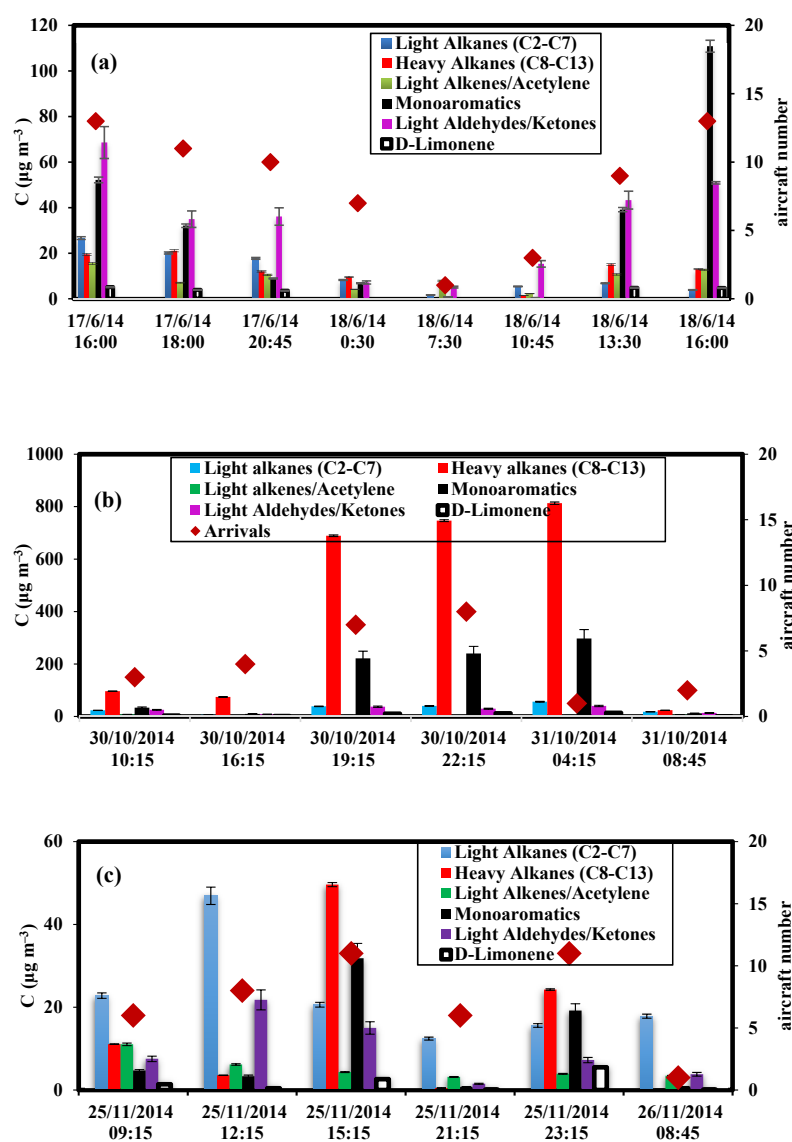 120
100
80
60
40
20
0
C (μg m⁻³)
(a)
Light Alkanes (C2-C7)
Heavy Alkanes (C8-C13)
Light Alkenes/Acetylene
Monoaromatics
Light Aldehydes/Ketones
D-Limonene
20
15
10
5
0
aircraft number
17/6/14 17/6/14 17/6/14 18/6/14 18/6/14 18/6/14 18/6/14 18/6/14
16:00 18:00 20:45 0:30 7:30 10:45 13:30 16:00
1000
800
600
400
200
0
C (μg m⁻³)
(b)
Light alkanes (C2-C7) Heavy alkanes (C8-C13)
Light alkenes/Acetylene Monoaromatics
Light Aldehydes/Ketones D-Limonene
Arrivals
20
15
10
5
0
aircraft number
30/10/2014 30/10/2014 30/10/2014 30/10/2014 31/10/2014 31/10/2014
10:15 16:15 19:15 22:15 04:15 08:45
60
40
20
0
C (μg m⁻³)
(c)
Light Alkanes (C2-C7)
Heavy Alkanes (C8-C13)
Light Alkenes/Acetylene
Monoaromatics
Light Aldehydes/Ketones
D-Limonene
20
15
10
5
0
aircraft number
25/11/2014 25/11/2014 25/11/2014 25/11/2014 25/11/2014 26/11/2014
09:15 12:15 15:15 21:15 23:15 08:45